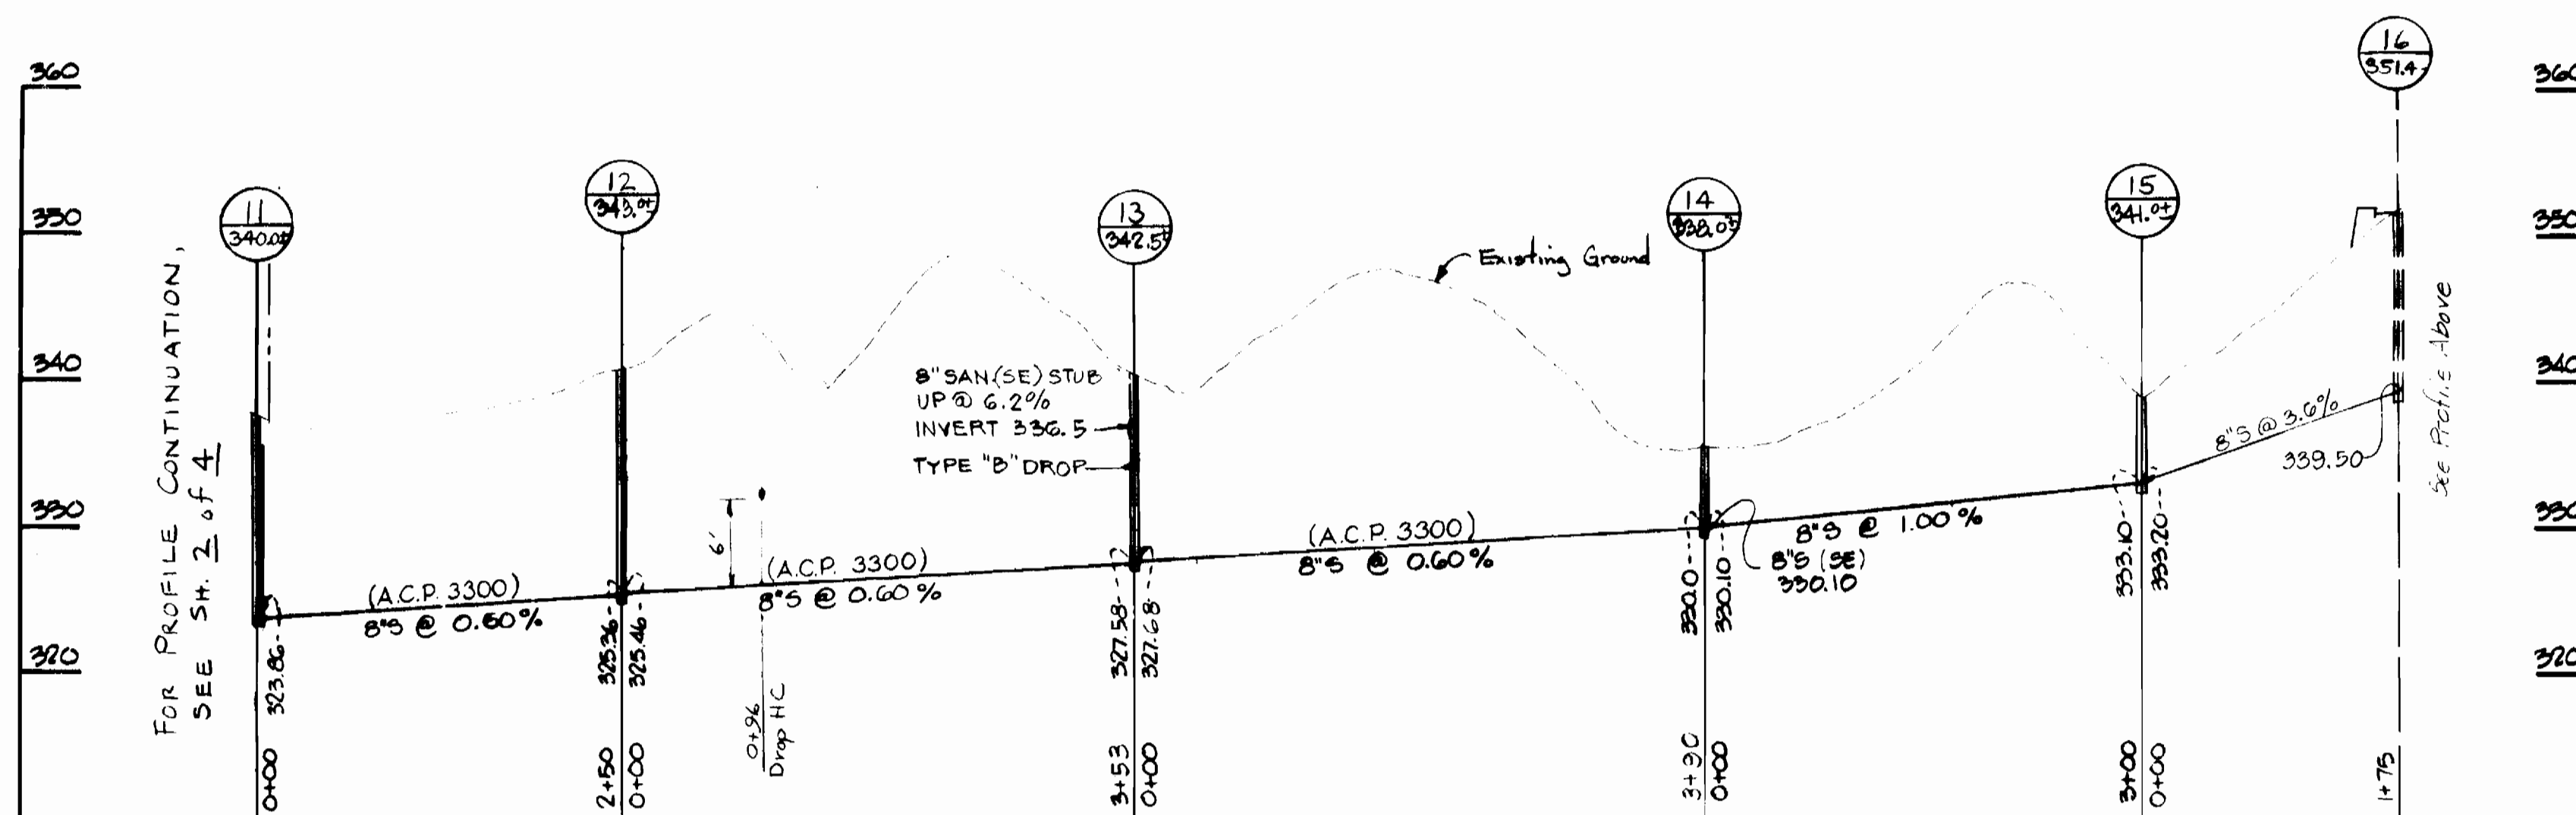 360
350
340
330
320
FOR PROFILE CONTINUATION,
SEE SH. 2 of 4
11
340.0±
323.86
0+00
(A.C.P. 3300)
8"S @ 0.60%
12
343.0±
325.36
325.46
2+50
0+00
6'
0+96
Drop HC
(A.C.P. 3300)
8"S @ 0.60%
13
342.5±
8" SAN.(SE) STUB
UP @ 6.2%
INVERT 336.5
TYPE "B" DROP
327.58
327.68
3+53
0+00
(A.C.P. 3300)
8"S @ 0.60%
Existing Ground
14
338.0±
330.0
330.10
8"S (SE)
330.10
3+90
0+00
8"S @ 1.00%
15
341.0±
333.10
333.20
3+00
0+00
8"S @ 3.6%
339.50
16
351.4
1+75
See Profile Above
360
350
340
330
320